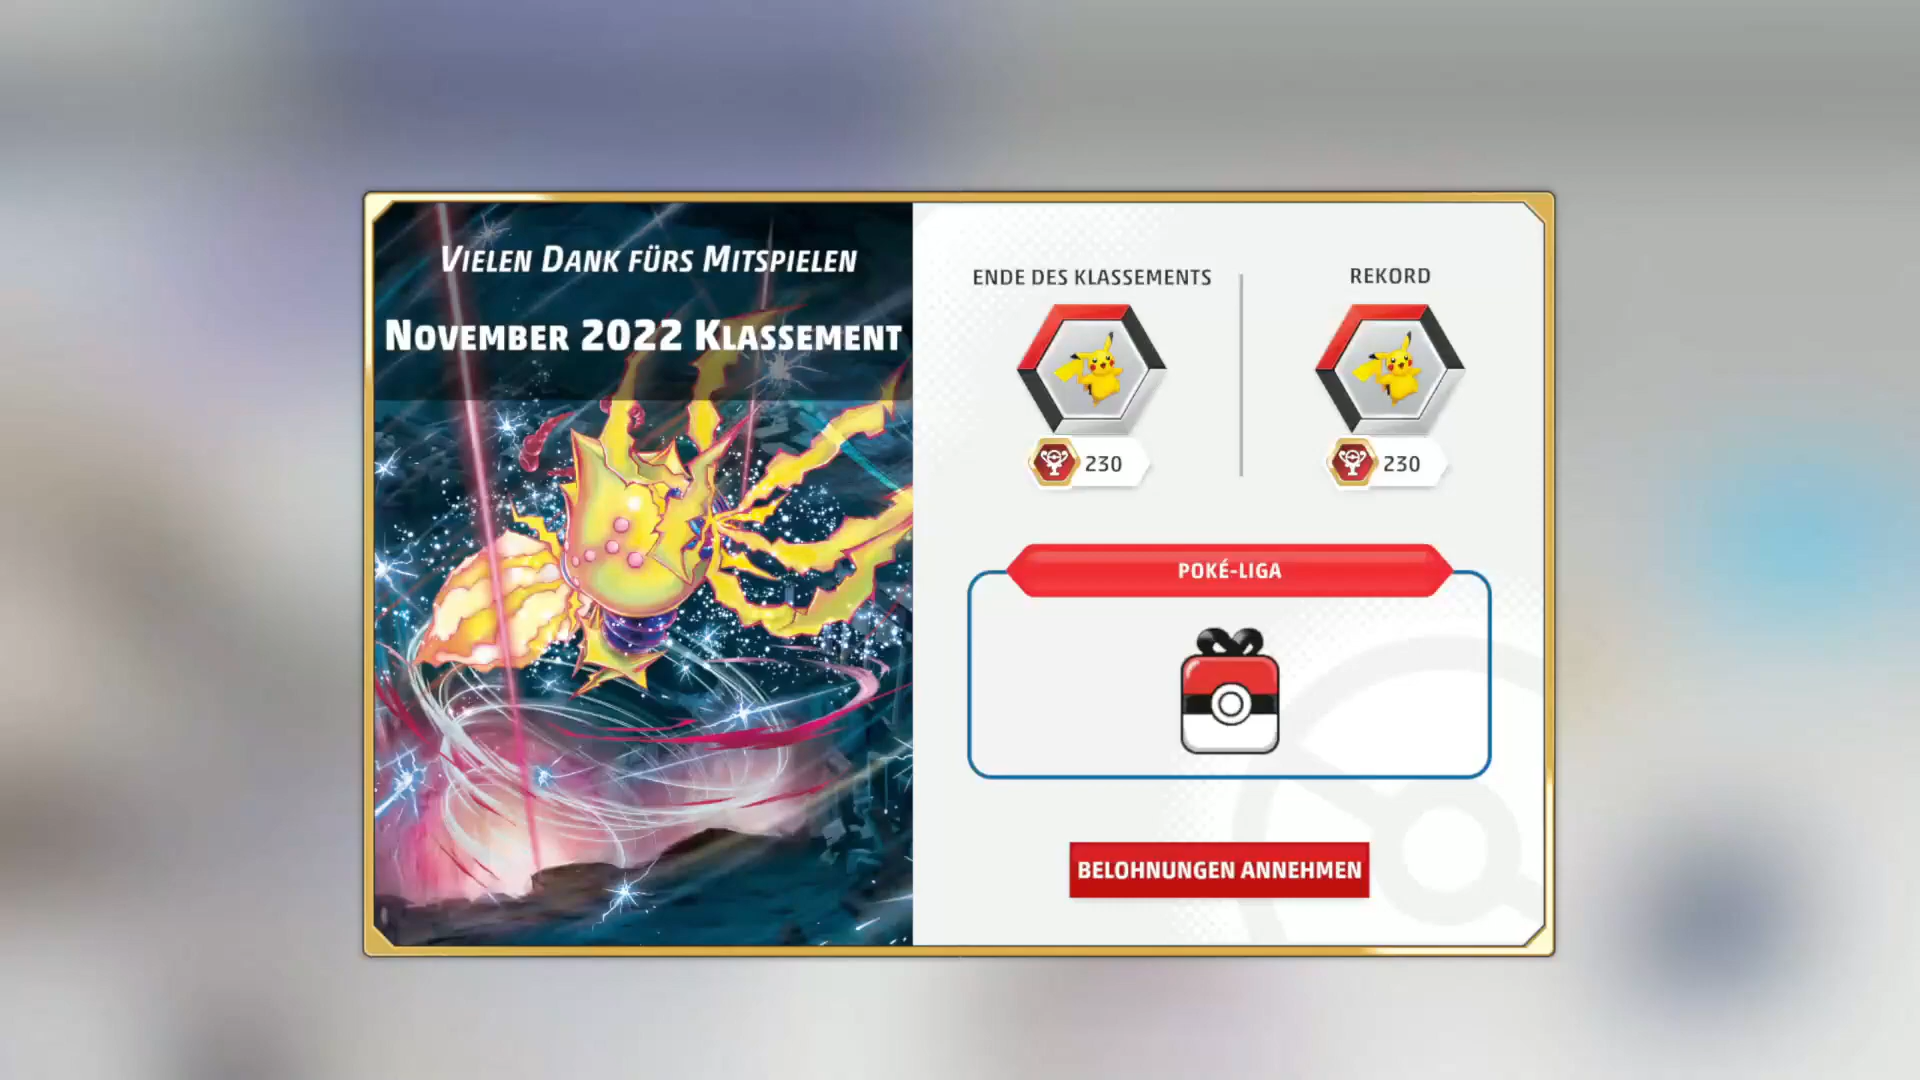 VIELEN DANK FÜRS MITSPIELEN
NOVEMBER 2022 KLASSEMENT
ENDE DES KLASSEMENTS
230
REKORD
230
POKÉ-LIGA
BELOHNUNGEN ANNEHMEN